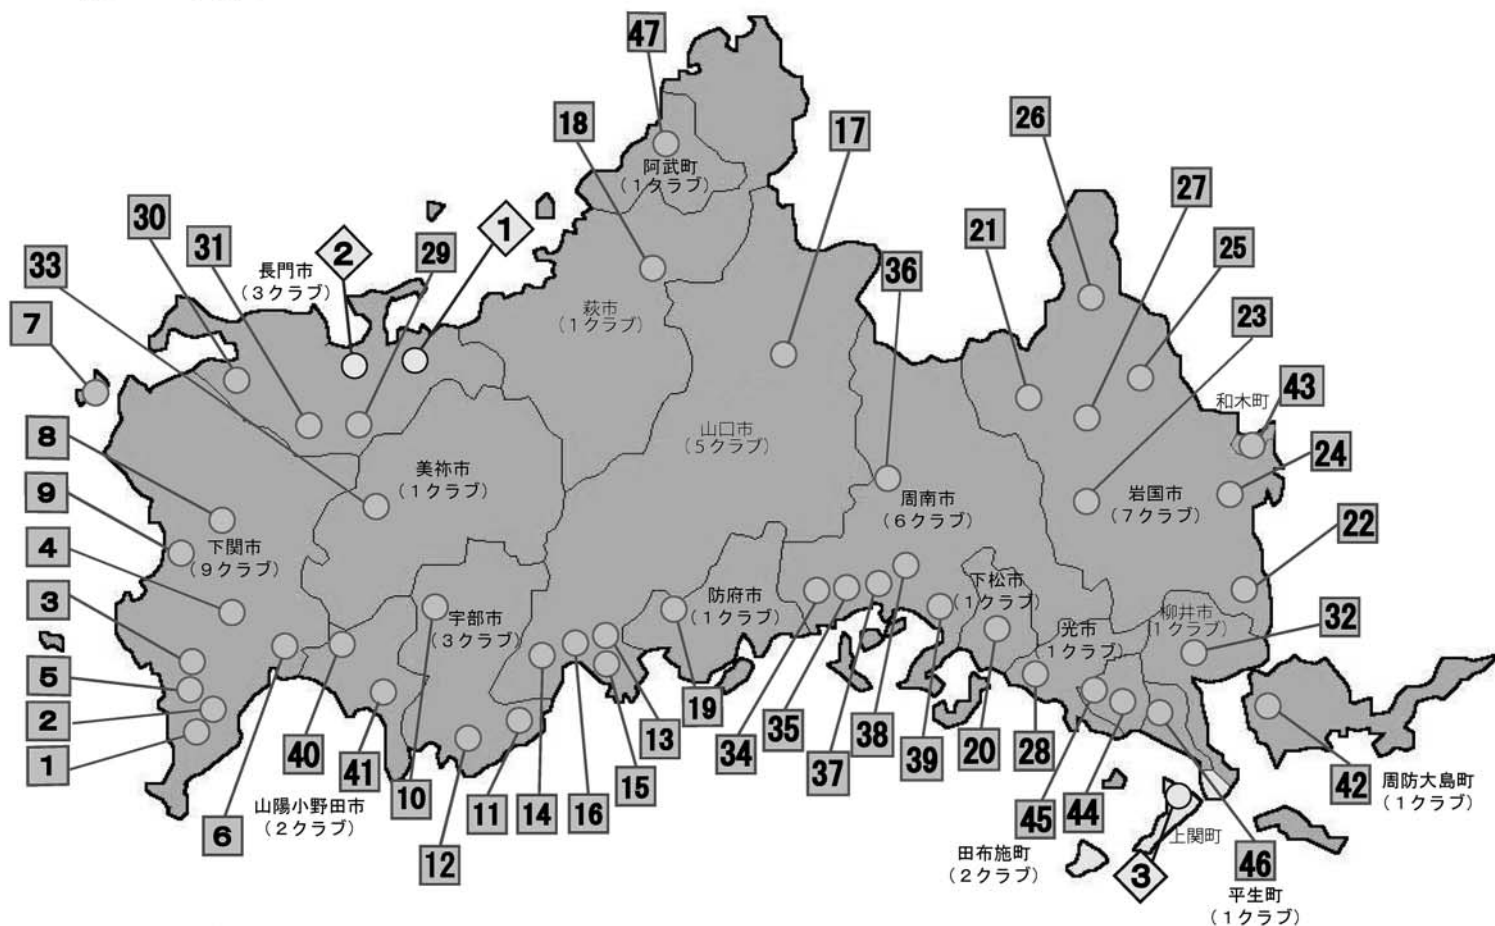 47
18
17
26
阿武町
(1クラブ)
27
30
1
21
31
2
29
25
33
長門市
(3クラブ)
36
7
萩市
(1クラブ)
23
和木町
43
8
山口市
(5クラブ)
24
美祢市
(1クラブ)
周南市
(6クラブ)
岩国市
(7クラブ)
9
4
下関市
(9クラブ)
22
3
宇部市
(3クラブ)
防府市
(1クラブ)
下松市
(1クラブ)
光市
(1クラブ)
柳井市
(1クラブ)
32
5
2
1
40
41
10
11
14
16
15
13
19
34
35
37
38
39
20
28
42
周防大島町
(1クラブ)
6
山陽小野田市
(2クラブ)
12
45
44
上関町
田布施町
(2クラブ)
3
46
平生町
(1クラブ)